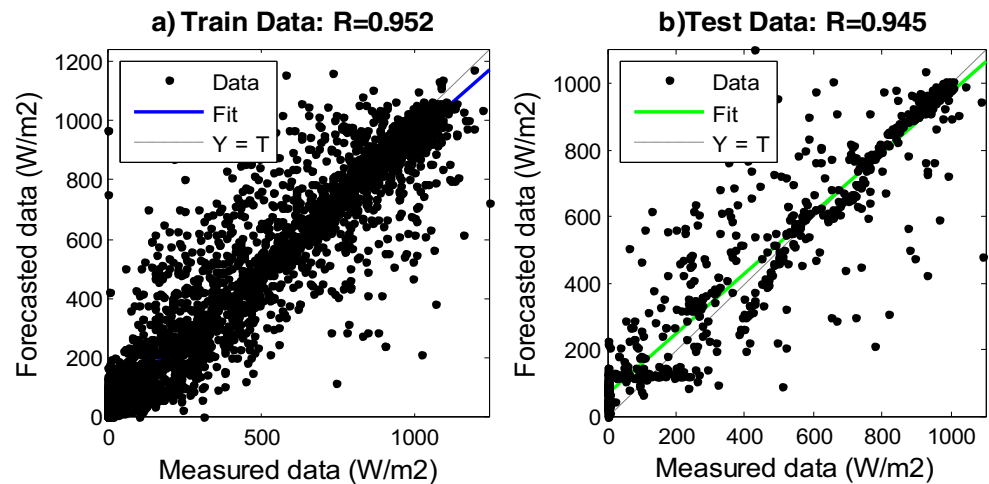 a) Train Data: R=0.952
1200
1000
800
600
400
200
0
0
500
1000
Data
Fit
Y = T
Forecasted data (W/m2)
Measured data (W/m2)
b)Test Data: R=0.945
1000
800
600
400
200
0
0
200
400
600
800
1000
Data
Fit
Y = T
Forecasted data (W/m2)
Measured data (W/m2)